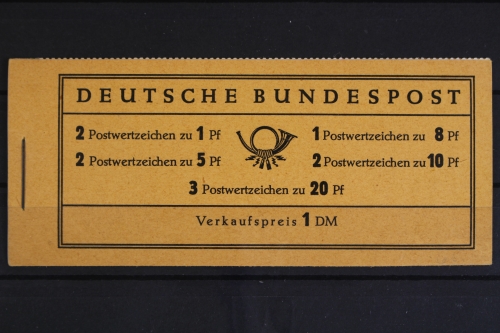 DEUTSCHE BUNDESPOST
2 Postwertzeichen zu 1 Pf
1 Postwertzeichen zu 8 Pf
2 Postwertzeichen zu 5 Pf
2 Postwertzeichen zu 10 Pf
3 Postwertzeichen zu 20 Pf
Verkaufspreis 1 DM